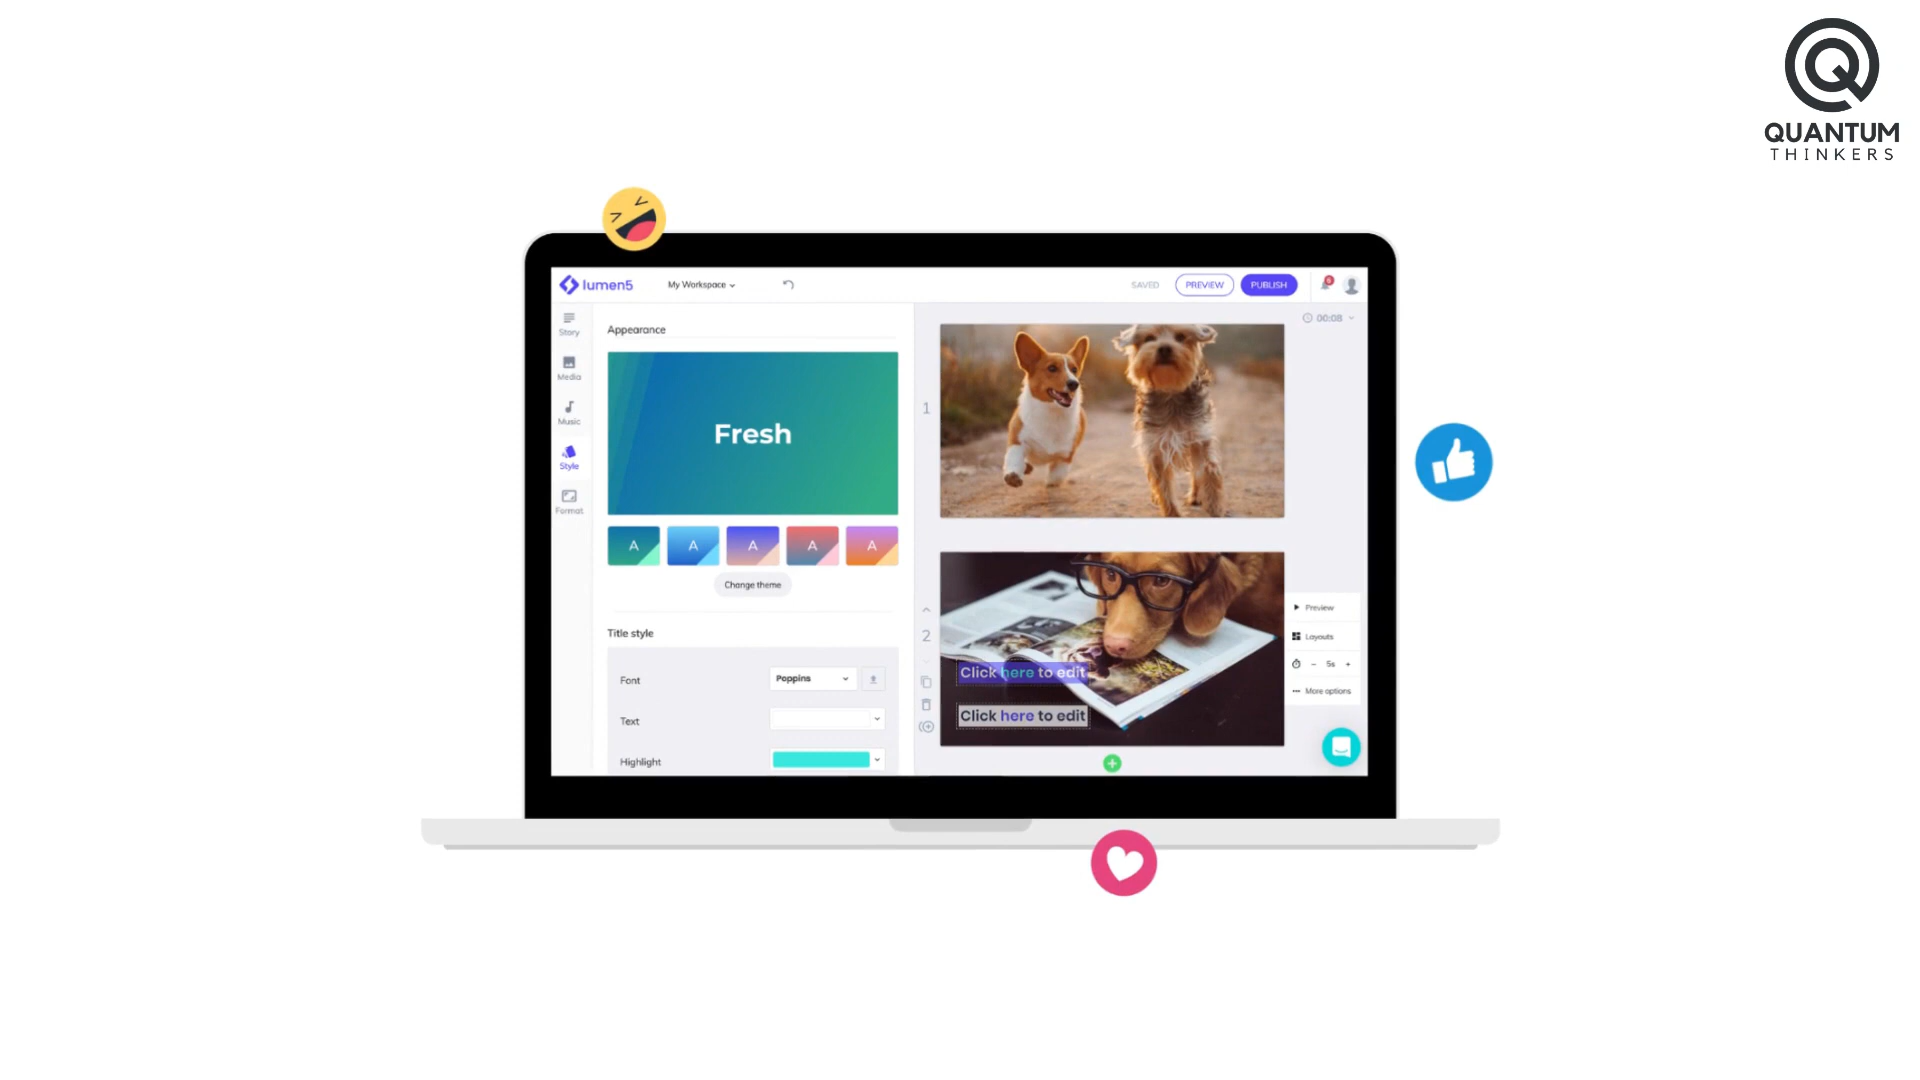 QUANTUM
THINKERS
lumen5
My Workspace
SAVED
PREVIEW
PUBLISH
Story
Media
Music
Style
Format
Appearance
Fresh
A
A
A
A
A
Change theme
Title style
Font
Poppins
Text
Highlight
00:08
1
2
Click here to edit
Click here to edit
Preview
Layouts
- 5s +
More options